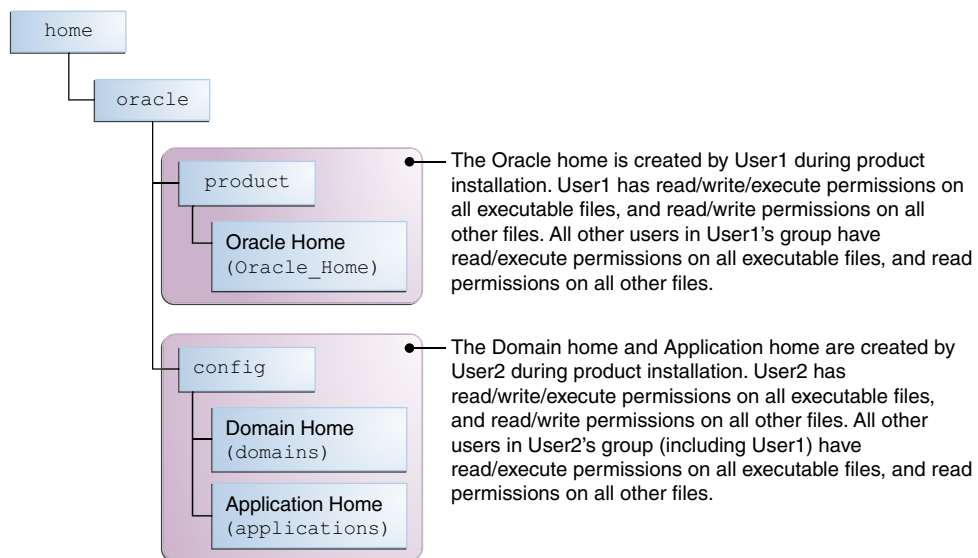 home
oracle
product
Oracle Home
(Oracle_Home)
The Oracle home is created by User1 during product
installation. User1 has read/write/execute permissions on
all executable files, and read/write permissions on all
other files. All other users in User1's group have
read/execute permissions on all executable files, and read
permissions on all other files.
config
Domain Home
(domains)
Application Home
(applications)
The Domain home and Application home are created by
User2 during product installation. User2 has
read/write/execute permissions on all executable files,
and read/write permissions on all other files. All other
users in User2's group (including User1) have
read/execute permissions on all executable files, and read
permissions on all other files.